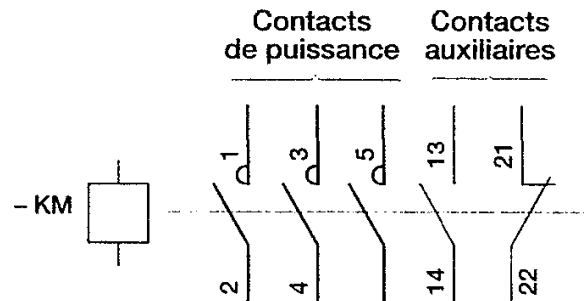 Contacts
de puissance
Contacts
auxiliaires
1
3
5
13
21
– KM
2
4
14
22